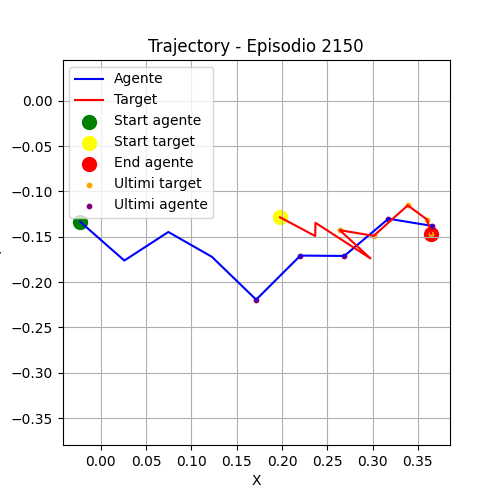 Trajectory - Episodio 2150
Agente
Target
Start agente
Start target
End agente
Ultimi target
Ultimi agente
0.00
−0.05
−0.10
−0.15
−0.20
−0.25
−0.30
−0.35
0.00 0.05 0.10 0.15 0.20 0.25 0.30 0.35
X